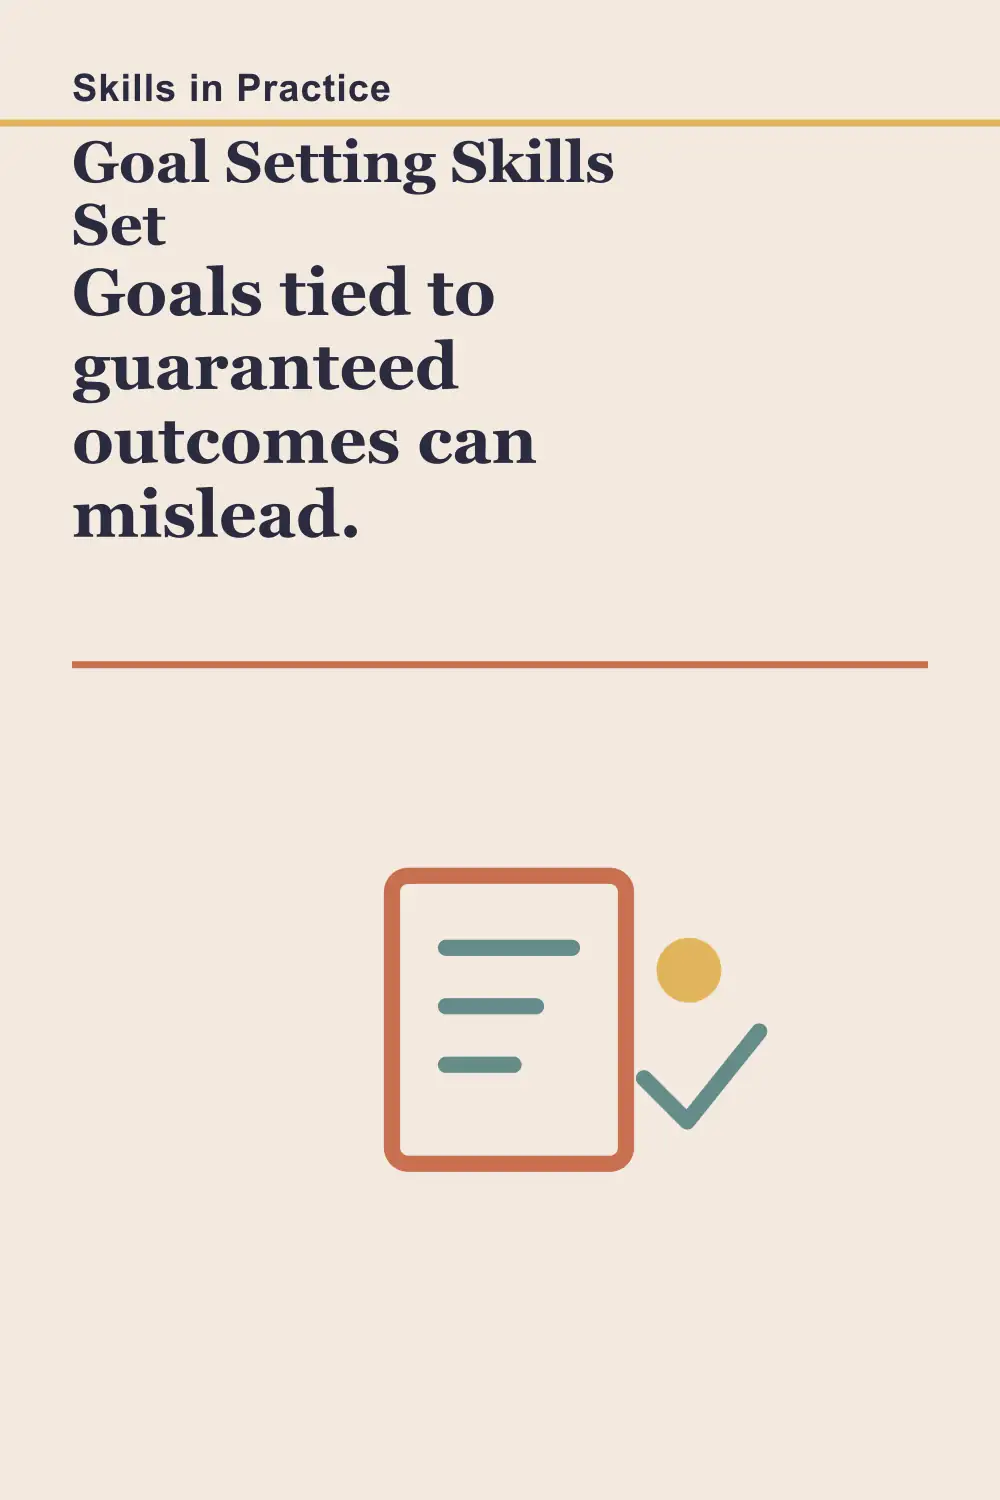 Skills in Practice
Goal Setting Skills
Set
Goals tied to
guaranteed
outcomes can
mislead.